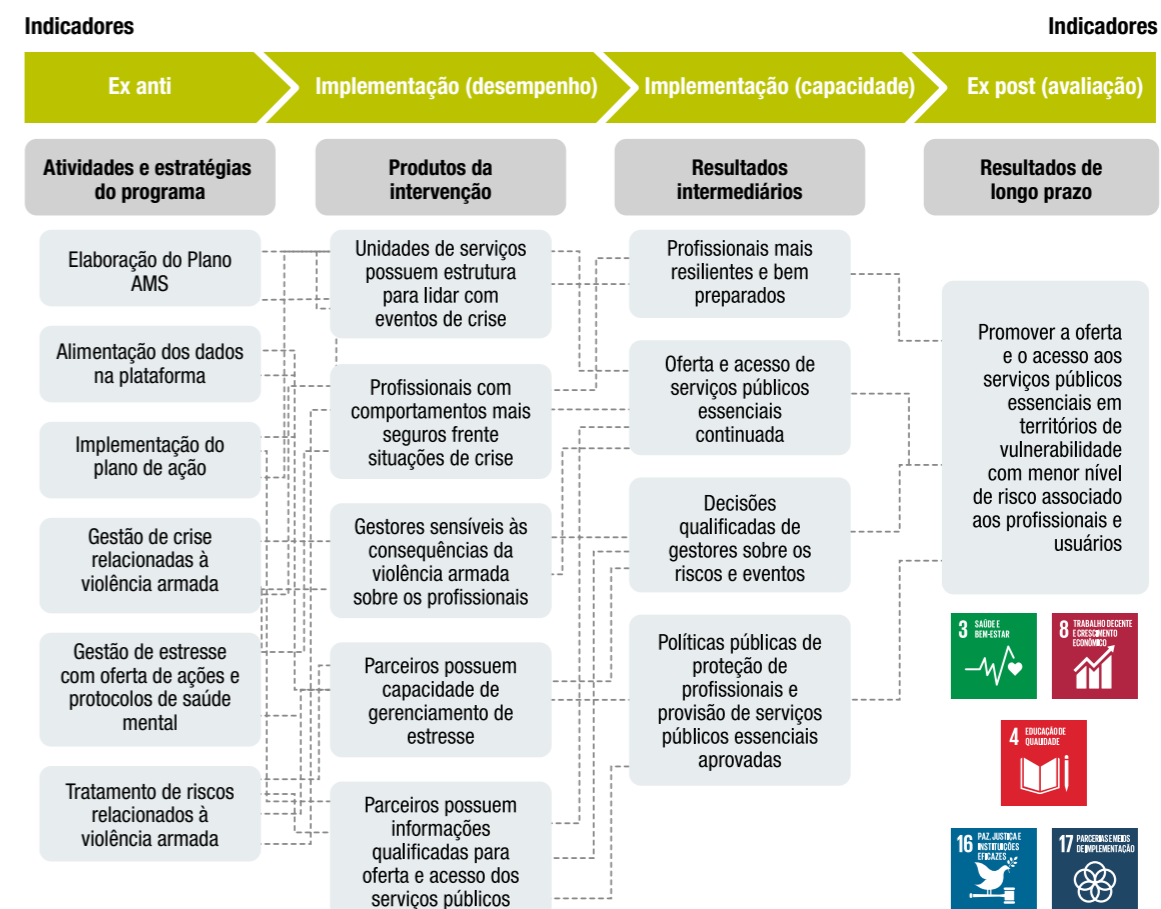 Indicadores
Indicadores
Ex anti
Implementação (desempenho)
Implementação (capacidade)
Ex post (avaliação)
Atividades e estratégias
do programa
Produtos da
intervenção
Resultados
intermediários
Resultados de
longo prazo
Elaboração do Plano
AMS
Alimentação dos dados
na plataforma
Implementação do
plano de ação
Gestão de crise
relacionadas à
violência armada
Gestão de estresse
com oferta de ações e
protocolos de saúde
mental
Tratamento de riscos
relacionados à
violência armada
Unidades de serviços
possuem estrutura
para lidar com
eventos de crise
Profissionais com
comportamentos mais
seguros frente
situações de crise
Gestores sensíveis às
consequências da
violência armada
sobre os profissionais
Parceiros possuem
capacidade de
gerenciamento de
estresse
Parceiros possuem
informações
qualificadas para
oferta e acesso dos
serviços públicos
Profissionais mais
resilientes e bem
preparados
Oferta e acesso de
serviços públicos
essenciais
continuada
Decisões
qualificadas de
gestores sobre os
riscos e eventos
Políticas públicas de
proteção de
profissionais e
provisão de serviços
públicos essenciais
aprovadas
Promover a oferta
e o acesso aos
serviços públicos
essenciais em
territórios de
vulnerabilidade
com menor nível
de risco associado
aos profissionais e
usuários
3 SAÚDE E
BEM-ESTAR
8 TRABALHO DECENTE
E CRESCIMENTO
ECONÔMICO
4 EDUCAÇÃO DE
QUALIDADE
16 PAZ, JUSTIÇA E
INSTITUIÇÕES
EFICAZES
17 PARCERIAS E MEIOS
DE IMPLEMENTAÇÃO